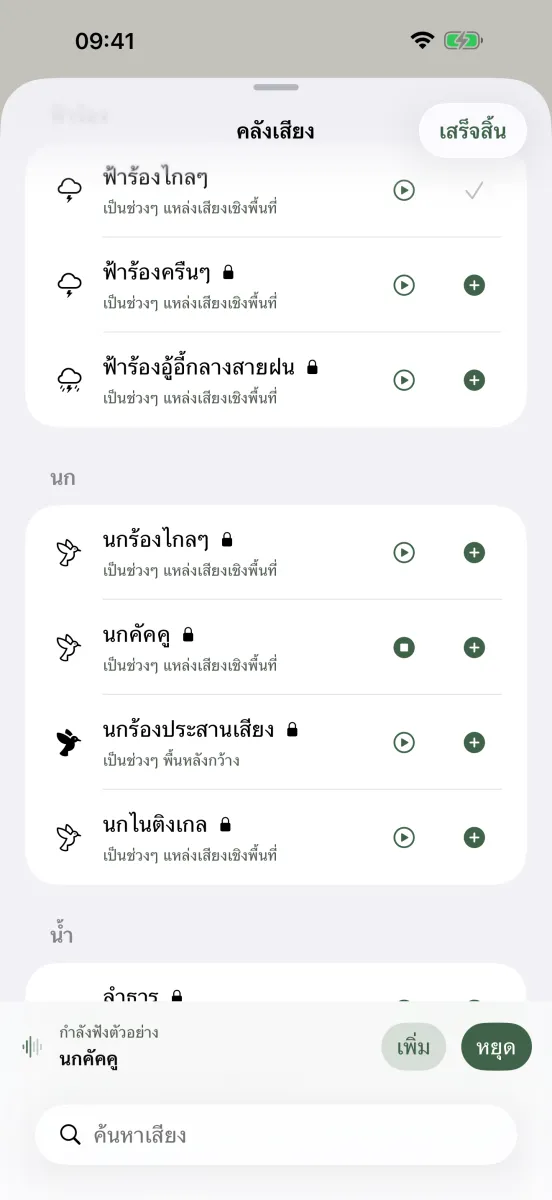 09:41
ฟ้าร้อง
คลังเสียง
เสร็จสิ้น
ฟ้าร้องไกลๆ
เป็นช่วงๆ แหล่งเสียงเชิงพื้นที่
ฟ้าร้องครืนๆ
เป็นช่วงๆ แหล่งเสียงเชิงพื้นที่
ฟ้าร้องอู้อี้กลางสายฝน
เป็นช่วงๆ แหล่งเสียงเชิงพื้นที่
นก
นกร้องไกลๆ
เป็นช่วงๆ แหล่งเสียงเชิงพื้นที่
นกคัคคู
เป็นช่วงๆ แหล่งเสียงเชิงพื้นที่
นกร้องประสานเสียง
เป็นช่วงๆ พื้นหลังกว้าง
นกไนติงเกล
เป็นช่วงๆ แหล่งเสียงเชิงพื้นที่
น้ำ
ลำธาร
กำลังฟังตัวอย่าง
นกคัคคู
เพิ่ม
หยุด
ค้นหาเสียง